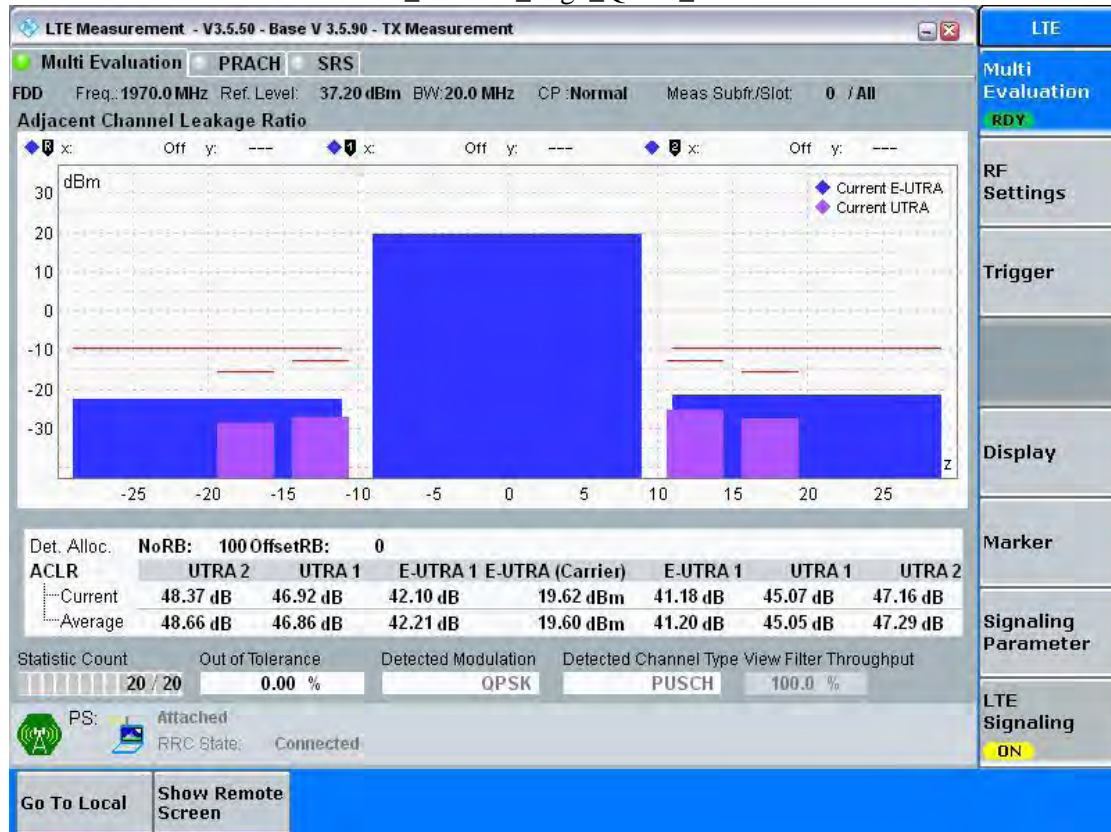 LTE Measurement - V3.5.50 - Base V 3.5.90 - TX Measurement
LTE
Multi Evaluation PRACH SRS
FDD Freq.: 1970.0 MHz Ref. Level: 37.20 dBm BW: 20.0 MHz CP : Normal Meas Subfr./Slot: 0 / All
Adjacent Channel Leakage Ratio
R x: Off y: --- 1 x: Off y: --- 2 x: Off y: ---
dBm
Current E-UTRA
Current UTRA
30
20
10
0
-10
-20
-30
z
-25 -20 -15 -10 -5 0 5 10 15 20 25
Det. Alloc. NoRB: 100 OffsetRB: 0
ACLR UTRA 2 UTRA 1 E-UTRA 1 E-UTRA (Carrier) E-UTRA 1 UTRA 1 UTRA 2
Current 48.37 dB 46.92 dB 42.10 dB 19.62 dBm 41.18 dB 45.07 dB 47.16 dB
Average 48.66 dB 46.86 dB 42.21 dB 19.60 dBm 41.20 dB 45.05 dB 47.29 dB
Statistic Count Out of Tolerance Detected Modulation Detected Channel Type View Filter Throughput
20 / 20 0.00 % QPSK PUSCH 100.0 %
PS: Attached
RRC State: Connected
Multi
Evaluation
RDY
RF
Settings
Trigger
Display
Marker
Signaling
Parameter
LTE
Signaling
ON
Go To Local
Show Remote
Screen